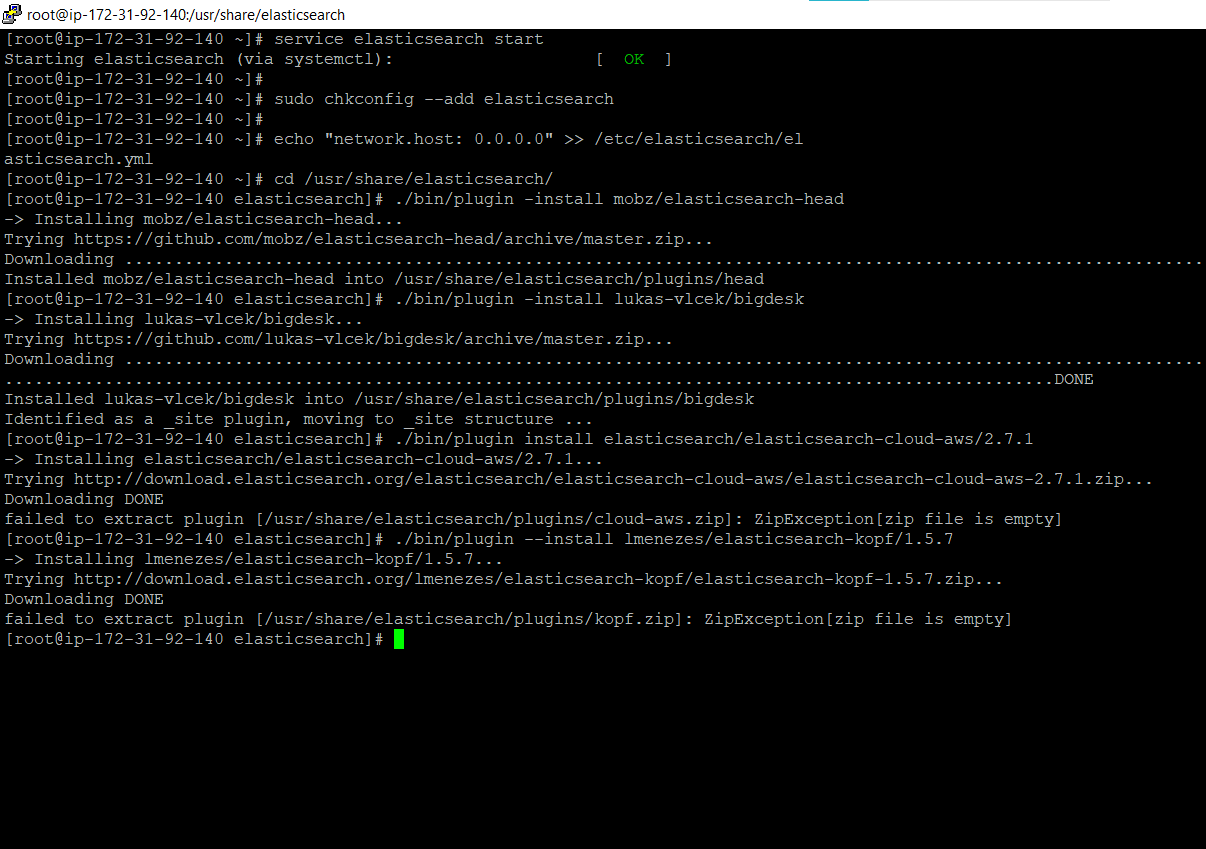 root@ip-172-31-92-140:/usr/share/elasticsearch
[root@ip-172-31-92-140 ~]# service elasticsearch start
Starting elasticsearch (via systemctl):                    [  OK  ]
[root@ip-172-31-92-140 ~]#
[root@ip-172-31-92-140 ~]# sudo chkconfig --add elasticsearch
[root@ip-172-31-92-140 ~]#
[root@ip-172-31-92-140 ~]# echo "network.host: 0.0.0.0" >> /etc/elasticsearch/el
asticsearch.yml
[root@ip-172-31-92-140 ~]# cd /usr/share/elasticsearch/
[root@ip-172-31-92-140 elasticsearch]# ./bin/plugin -install mobz/elasticsearch-head
-> Installing mobz/elasticsearch-head...
Trying https://github.com/mobz/elasticsearch-head/archive/master.zip...
Downloading ............................................................................................................
Installed mobz/elasticsearch-head into /usr/share/elasticsearch/plugins/head
[root@ip-172-31-92-140 elasticsearch]# ./bin/plugin -install lukas-vlcek/bigdesk
-> Installing lukas-vlcek/bigdesk...
Trying https://github.com/lukas-vlcek/bigdesk/archive/master.zip...
Downloading ............................................................................................................
.........................................................................................................DONE
Installed lukas-vlcek/bigdesk into /usr/share/elasticsearch/plugins/bigdesk
Identified as a _site plugin, moving to _site structure ...
[root@ip-172-31-92-140 elasticsearch]# ./bin/plugin install elasticsearch/elasticsearch-cloud-aws/2.7.1
-> Installing elasticsearch/elasticsearch-cloud-aws/2.7.1...
Trying http://download.elasticsearch.org/elasticsearch/elasticsearch-cloud-aws/elasticsearch-cloud-aws-2.7.1.zip...
Downloading DONE
failed to extract plugin [/usr/share/elasticsearch/plugins/cloud-aws.zip]: ZipException[zip file is empty]
[root@ip-172-31-92-140 elasticsearch]# ./bin/plugin --install lmenezes/elasticsearch-kopf/1.5.7
-> Installing lmenezes/elasticsearch-kopf/1.5.7...
Trying http://download.elasticsearch.org/lmenezes/elasticsearch-kopf/elasticsearch-kopf-1.5.7.zip...
Downloading DONE
failed to extract plugin [/usr/share/elasticsearch/plugins/kopf.zip]: ZipException[zip file is empty]
[root@ip-172-31-92-140 elasticsearch]#